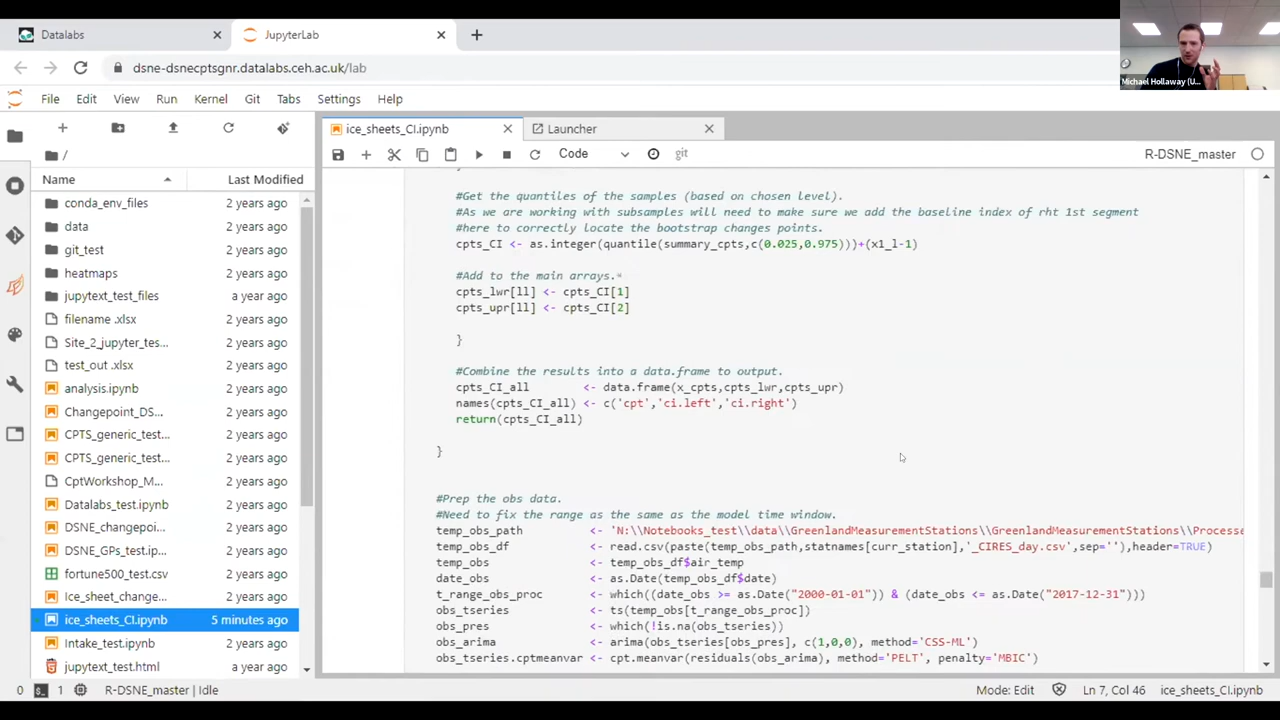 Datalabs
JupyterLab
dsne-dsnecptsgnr.datalabs.ceh.ac.uk/lab
Michael Hollaway (U...
File Edit View Run Kernel Git Tabs Settings Help
ice_sheets_CI.ipynb
Launcher
Code
git
R-DSNE_master
/
Name Last Modified
conda_env_files 2 years ago
data 2 years ago
git_test 2 years ago
heatmaps 2 years ago
jupytext_test_files a year ago
filename .xlsx 2 years ago
Site_2_jupyter_tes... 2 years ago
test_out .xlsx 2 years ago
analysis.ipynb 2 years ago
Changepoint_DS... 2 years ago
CPTS_generic_test... 2 years ago
CPTS_generic_test... 2 years ago
CptWorkshop_M... 2 years ago
Datalabs_test.ipynb 2 years ago
DSNE_changepoi... 2 years ago
DSNE_GPs_test.ip... 2 years ago
fortune500_test.csv 2 years ago
Ice_sheet_change... 2 years ago
ice_sheets_CI.ipynb 5 minutes ago
Intake_test.ipynb 2 years ago
jupytext_test.html a year ago
#Get the quantiles of the samples (based on chosen level).
#As we are working with subsamples will need to make sure we add the baseline index of rht 1st segment
#here to correctly locate the bootstrap changes points.
cpts_CI <- as.integer(quantile(summary_cpts,c(0.025,0.975)))+(x1_l-1)
#Add to the main arrays.
cpts_lwr[ll] <- cpts_CI[1]
cpts_upr[ll] <- cpts_CI[2]
}
#Combine the results into a data.frame to output.
cpts_CI_all <- data.frame(x_cpts,cpts_lwr,cpts_upr)
names(cpts_CI_all) <- c('cpt','ci.left','ci.right')
return(cpts_CI_all)
}
#Prep the obs data.
#Need to fix the range as the same as the model time window.
temp_obs_path <- 'N:\\Notebooks_test\\data\\GreenlandMeasurementStations\\GreenlandMeasurementStations\\Processe
temp_obs_df <- read.csv(paste(temp_obs_path,statnames[curr_station],'_CIRES_day.csv',sep=''),header=TRUE)
temp_obs <- temp_obs_df$air_temp
date_obs <- as.Date(temp_obs_df$date)
t_range_obs_proc <- which((date_obs >= as.Date("2000-01-01")) & (date_obs <= as.Date("2017-12-31")))
obs_tseries <- ts(temp_obs[t_range_obs_proc])
obs_pres <- which(!is.na(obs_tseries))
obs_arima <- arima(obs_tseries[obs_pres], c(1,0,0), method='CSS-ML')
obs_tseries.cptmeanvar <- cpt.meanvar(residuals(obs_arima), method='PELT', penalty='MBIC')
0 1 R-DSNE_master | Idle
Mode: Edit Ln 7, Col 46 ice_sheets_CI.ipynb